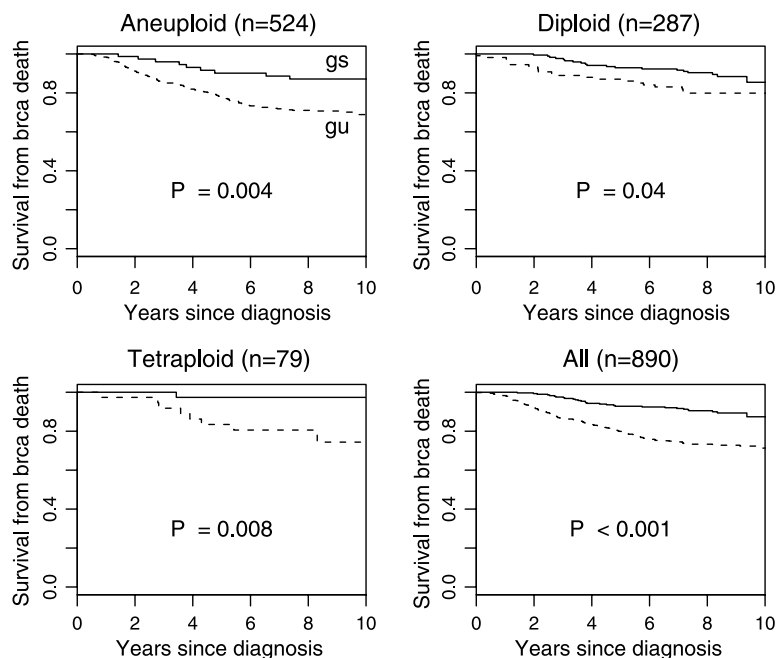 Aneuploid (n=524)
Survival from brca death
0.0 0.4 0.8
gs
gu
P = 0.004
0 2 4 6 8 10
Years since diagnosis
Diploid (n=287)
Survival from brca death
0.0 0.4 0.8
P = 0.04
0 2 4 6 8 10
Years since diagnosis
Tetraploid (n=79)
Survival from brca death
0.0 0.4 0.8
P = 0.008
0 2 4 6 8 10
Years since diagnosis
All (n=890)
Survival from brca death
0.0 0.4 0.8
P < 0.001
0 2 4 6 8 10
Years since diagnosis